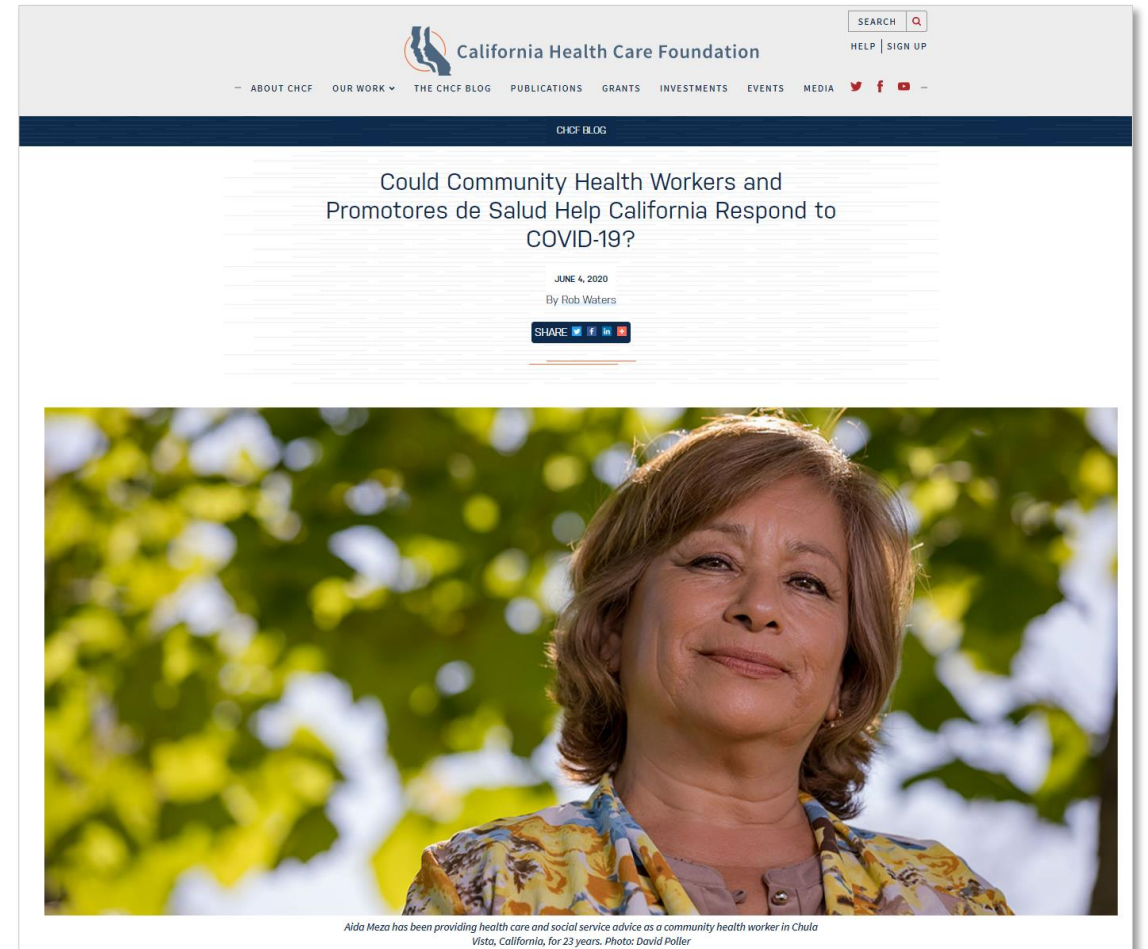 SEARCH
California Health Care Foundation
HELP | SIGN UP
ABOUT CHCF OUR WORK THE CHCF BLOG PUBLICATIONS GRANTS INVESTMENTS EVENTS MEDIA
CHCF BLOG
Could Community Health Workers and
Promotores de Salud Help California Respond to
COVID-19?
JUNE 4, 2020
By Rob Waters
SHARE
Aida Meza has been providing health care and social service advice as a community health worker in Chula
Vista, California, for 23 years. Photo: David Poller